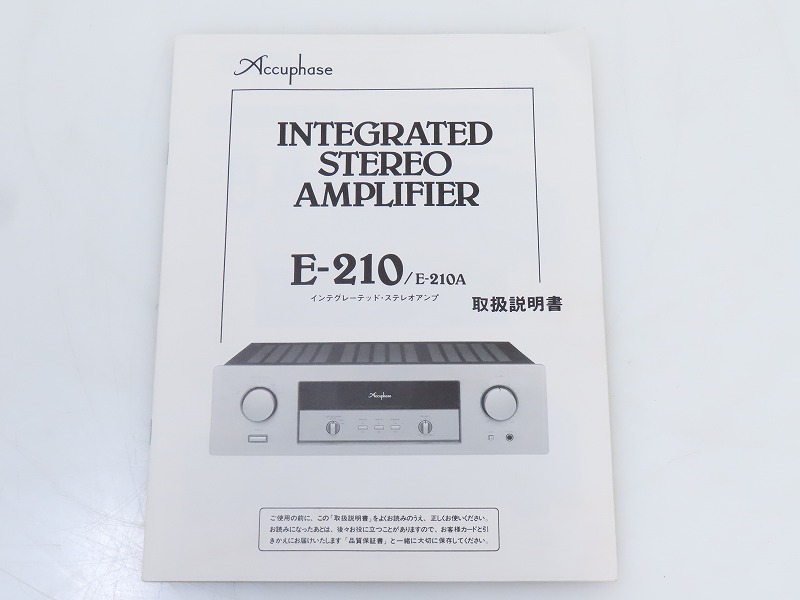 Accuphase
INTEGRATED
STEREO
AMPLIFIER
E-210/E-210A
インテグレーテッド・ステレオアンプ
取扱説明書
Accuphase
ご使用の前に、この「取扱説明書」をよくお読みのうえ、正しくお使いください。
お読みになったあとは、後々お役に立つことがありますので、お客様カードと引
きかえにお届けいたします「品質保証書」と一緒に大切に保存してください。